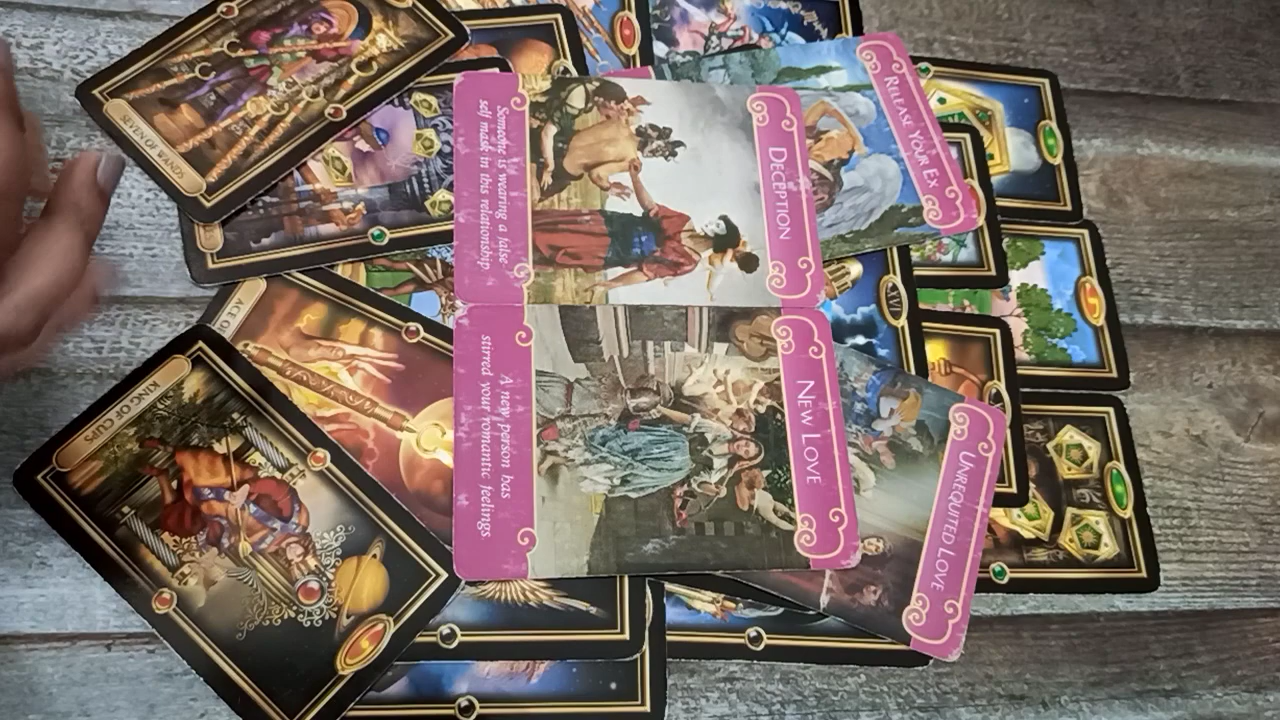 SEVEN OF WANDS
Someone is wearing a false
self mask in this relationship.
DECEPTION
RELEASE YOUR EX
ACE O
XVI
KING OF CUPS
A new person has
stirred your romantic feelings.
NEW LOVE
UNREQUITED LOVE